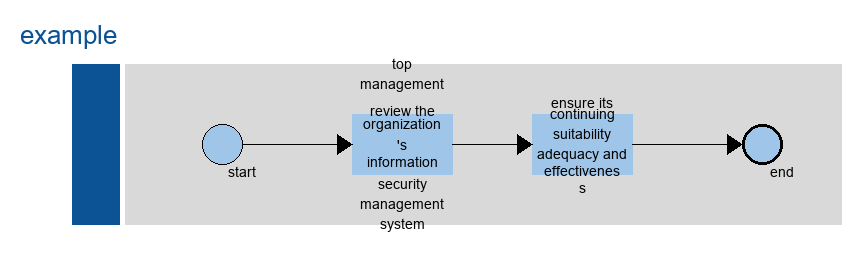 example
top
management
review the
organization
's
information
security
management
system
ensure its
continuing
suitability
adequacy and
effectivenes
s
start
end